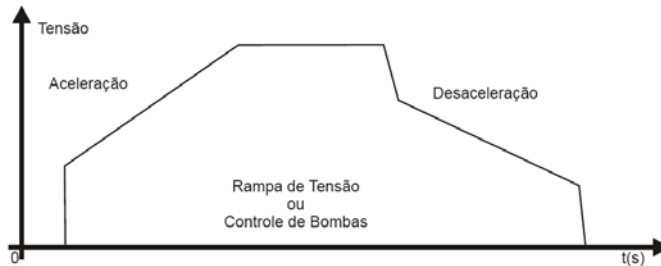 Tensão
Aceleração
Desaceleração
Rampa de Tensão
ou
Controle de Bombas
0
t(s)